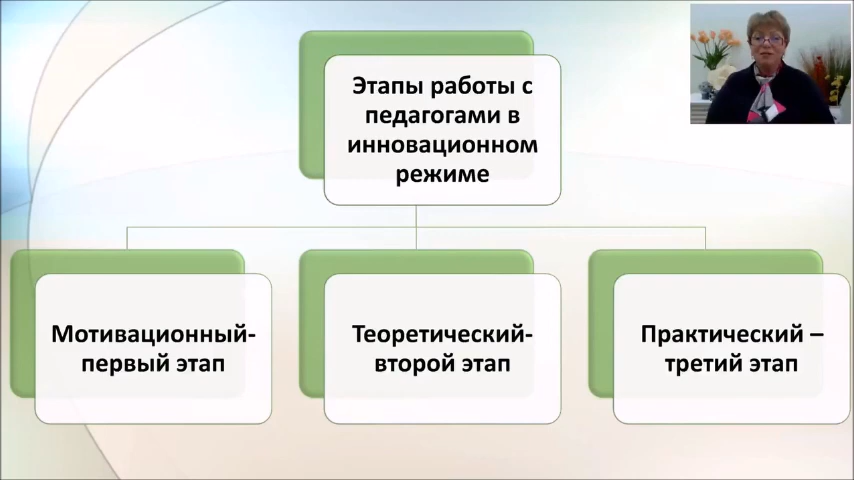 Этапы работы с
педагогами в
инновационном
режиме
Мотивационный-
первый этап
Теоретический-
второй этап
Практический –
третий этап